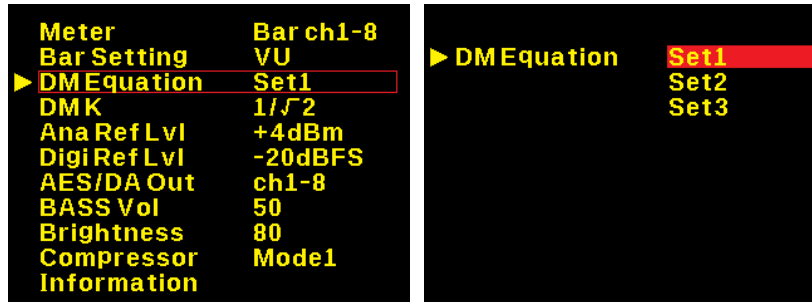 Meter Bar ch1-8
Bar Setting VU
DM Equation Set1
DM K 1/√2
Ana Ref Lvl +4dBm
Digi Ref Lvl -20dBFS
AES/DA Out ch1-8
BASS Vol 50
Brightness 80
Compressor Mode1
Information
DM Equation Set1
Set2
Set3